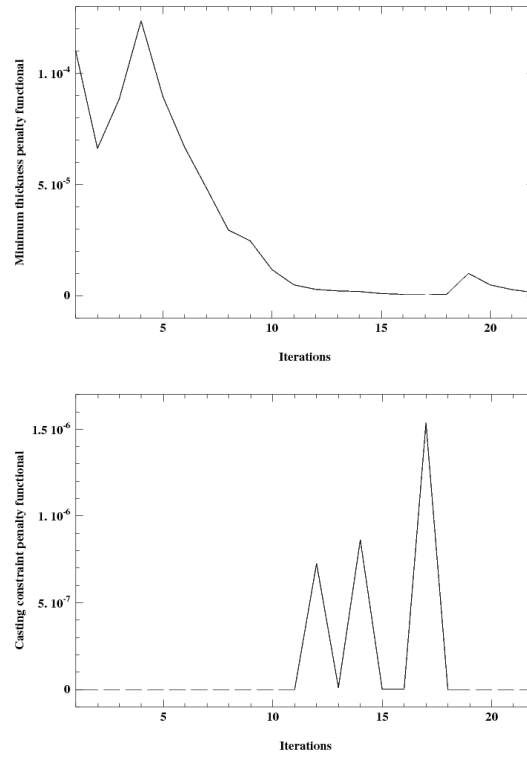 Minimum thickness penalty functional
1. 10⁻⁴
5. 10⁻⁵
0
5 10 15 20
Iterations
Casting constraint penalty functional
1.5 10⁻⁶
1. 10⁻⁶
5. 10⁻⁷
0
5 10 15 20
Iterations